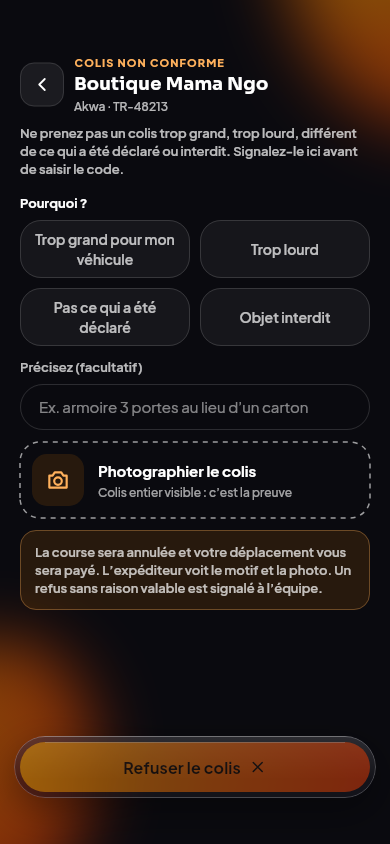 COLIS NON CONFORME
Boutique Mama Ngo
Akwa · TR-48213
Ne prenez pas un colis trop grand, trop lourd, différent
de ce qui a été déclaré ou interdit. Signalez-le ici avant
de saisir le code.
Pourquoi ?
Trop grand pour mon
véhicule
Trop lourd
Pas ce qui a été
déclaré
Objet interdit
Précisez (facultatif)
Ex. armoire 3 portes au lieu d’un carton
Photographier le colis
Colis entier visible : c’est la preuve
La course sera annulée et votre déplacement vous
sera payé. L’expéditeur voit le motif et la photo. Un
refus sans raison valable est signalé à l’équipe.
Refuser le colis